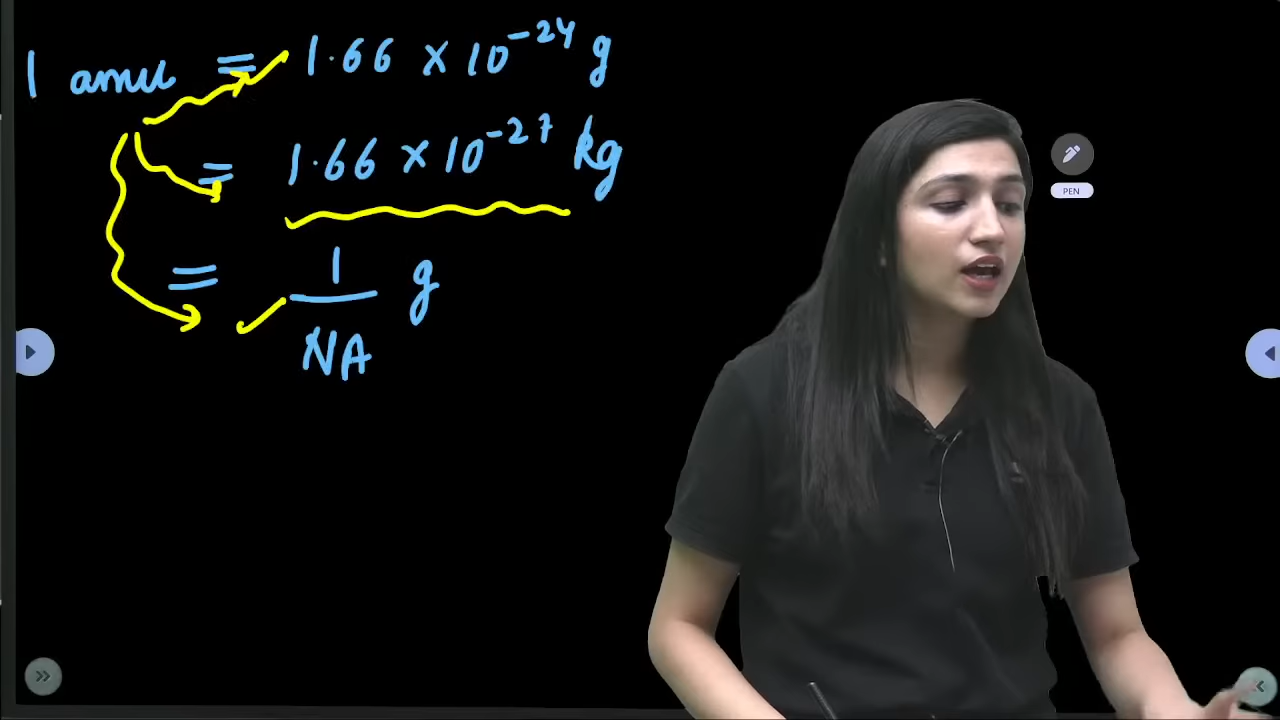 1 amu = 1.66 × 10⁻²⁴ g
= 1.66 × 10⁻²⁷ kg
= 1/NA g
PEN